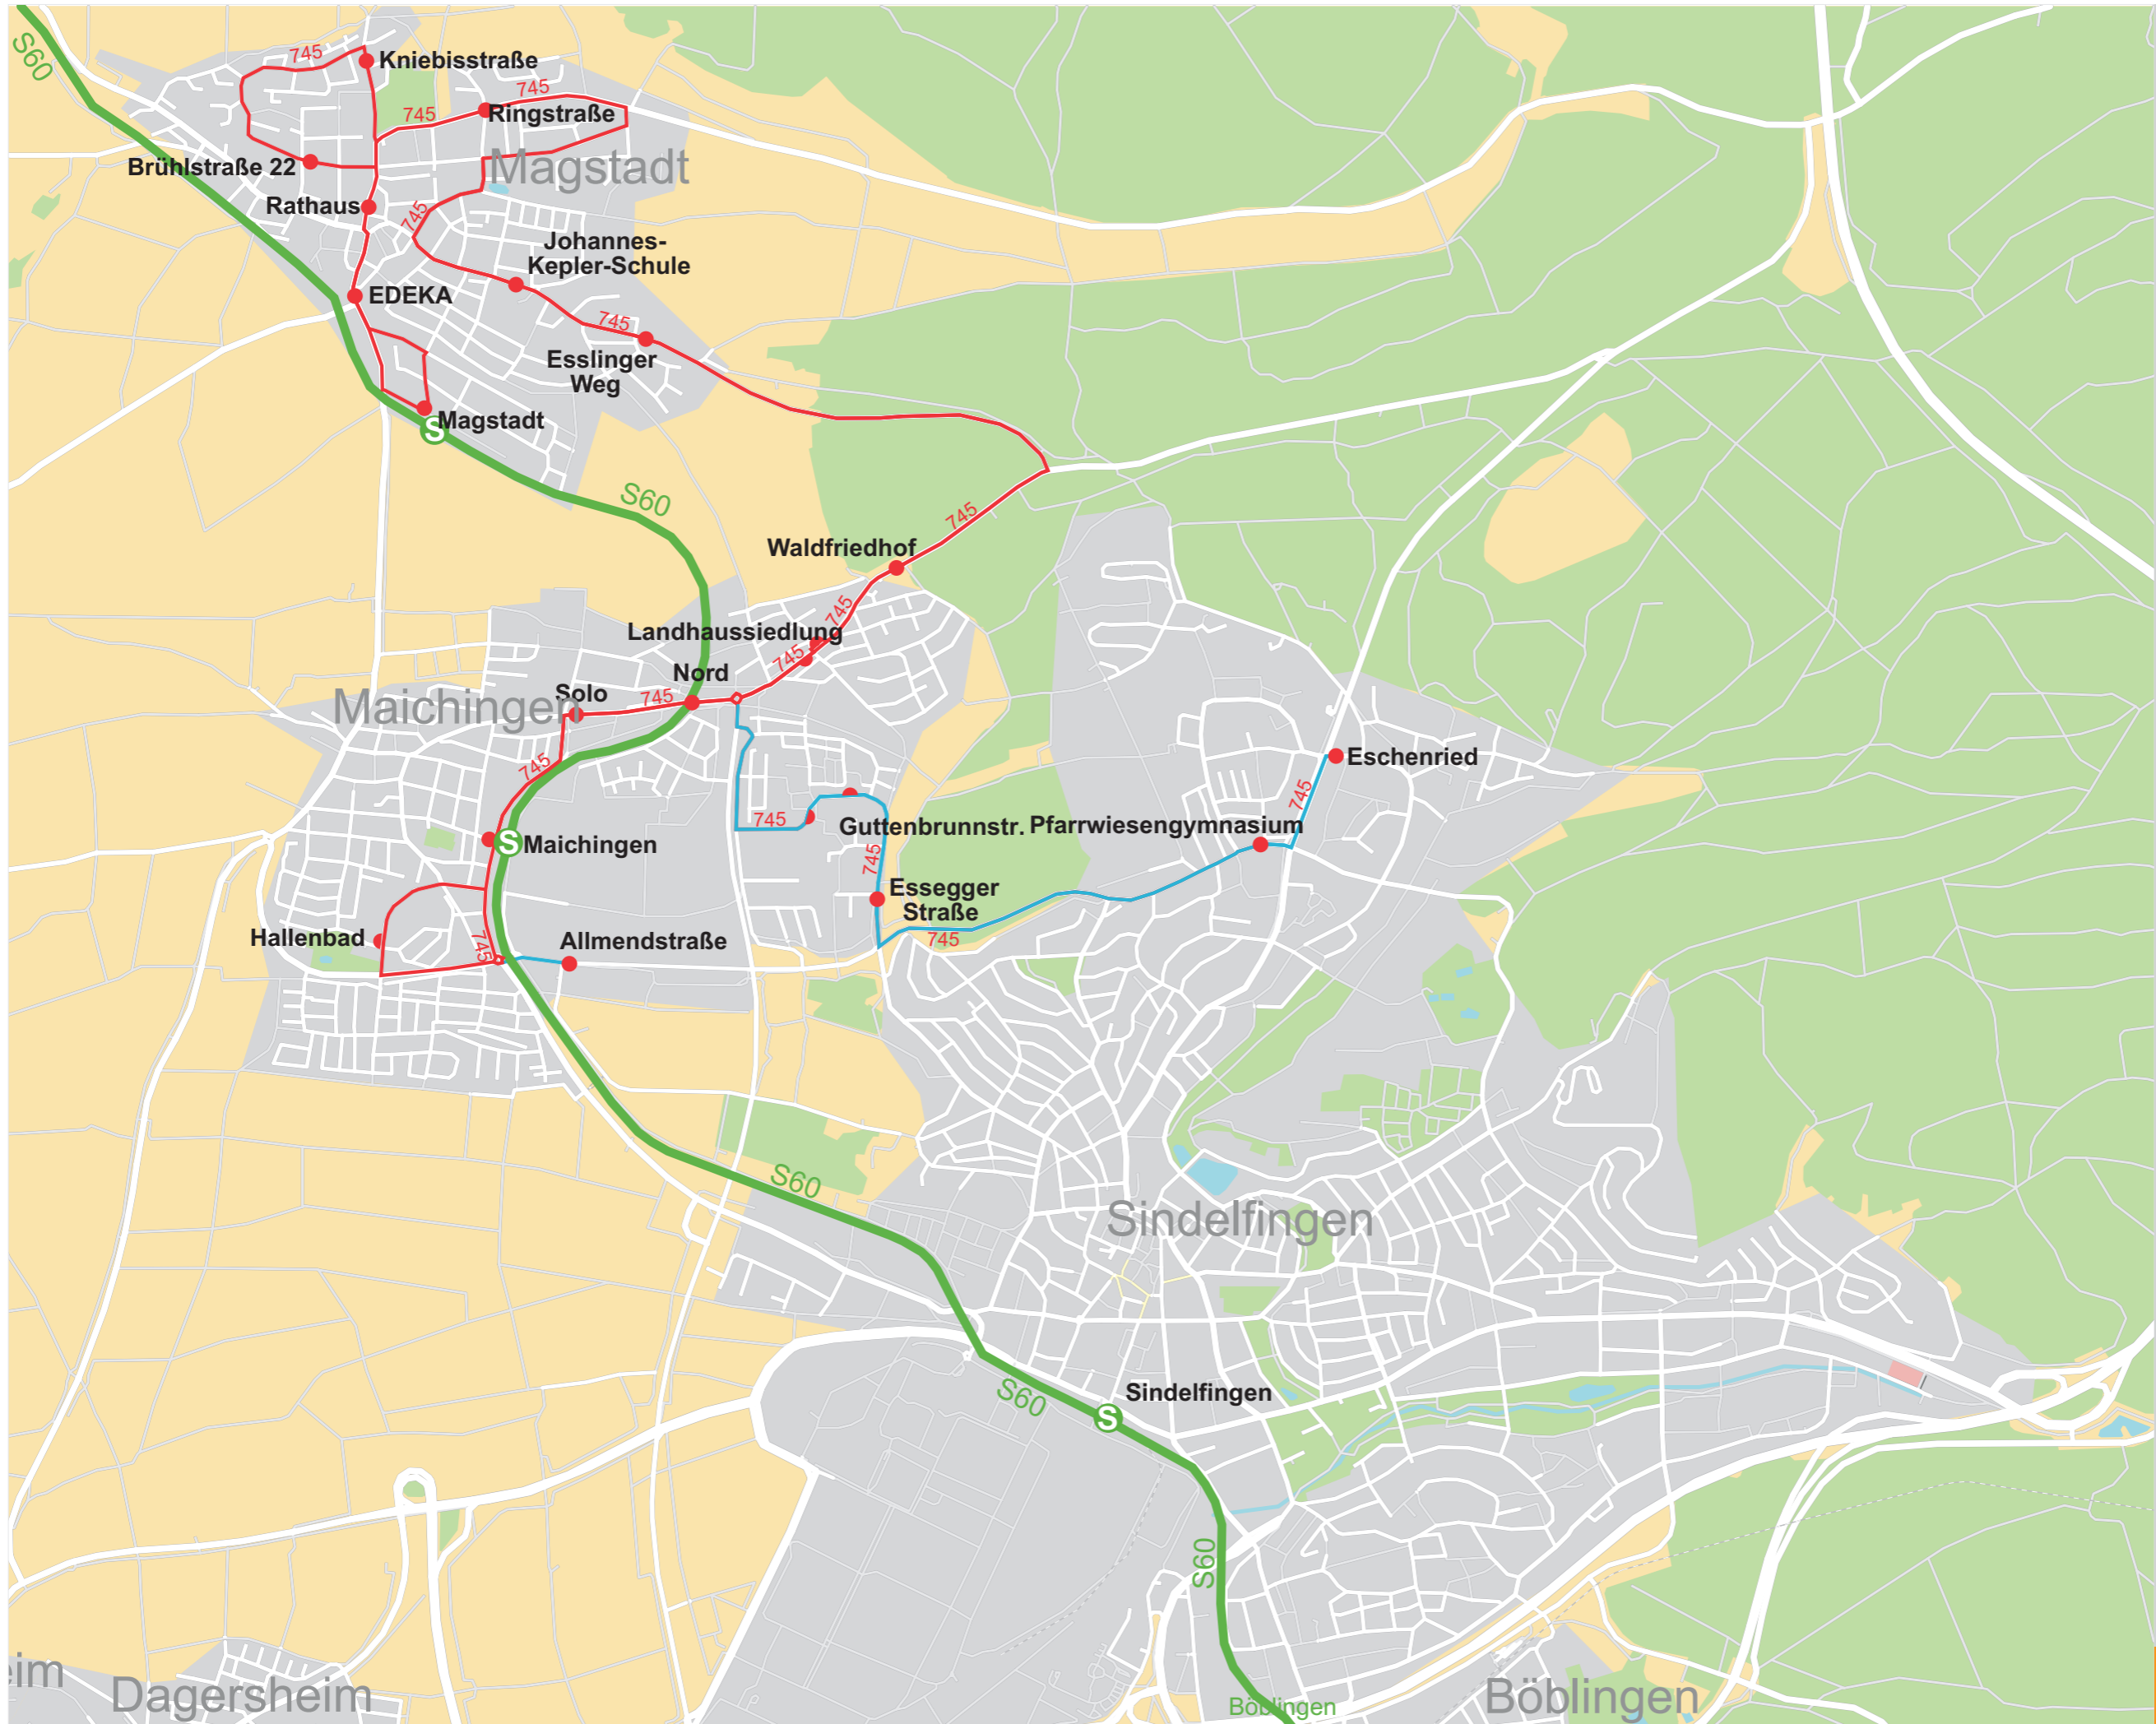 S60
745
Kniebisstraße
745
745
Ringstraße
Brühlstraße 22
Magstadt
Rathaus
745
Johannes-
Kepler-Schule
EDEKA
745
Esslinger
Weg
Magstadt
S
S60
745
Waldfriedhof
745
Landhaussiedlung
745
Nord
Solo
745
Maichingen
745
Eschenried
745
745
Guttenbrunnstr.
Pfarrwiesengymnasium
S
Maichingen
745
Essegger
Straße
Hallenbad
745
Allmendstraße
745
S60
Sindelfingen
S60
Sindelfingen
S
S60
eim
Dagersheim
Böblingen
Böblingen